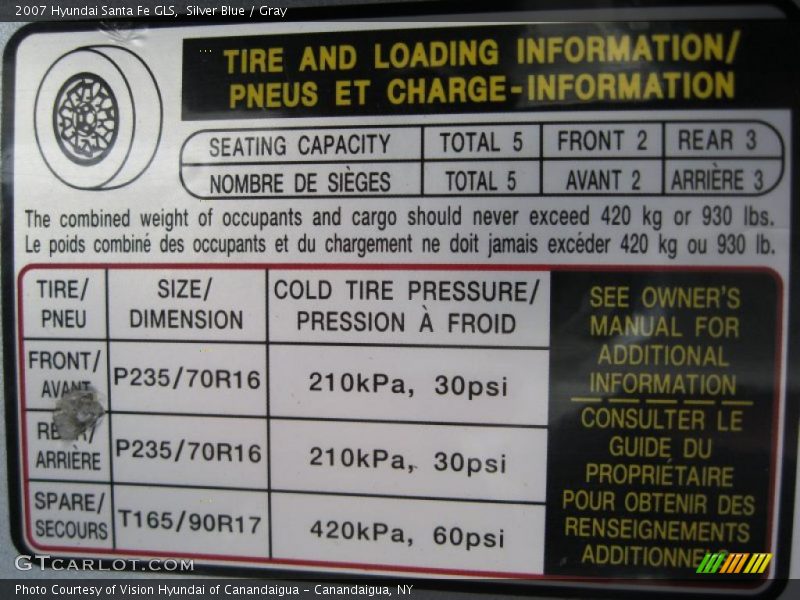 2007 Hyundai Santa Fe GLS, Silver Blue / Gray
TIRE AND LOADING INFORMATION/
PNEUS ET CHARGE-INFORMATION
SEATING CAPACITY TOTAL 5 FRONT 2 REAR 3
NOMBRE DE SIÈGES TOTAL 5 AVANT 2 ARRIÈRE 3
The combined weight of occupants and cargo should never exceed 420 kg or 930 lbs.
Le poids combiné des occupants et du chargement ne doit jamais excéder 420 kg ou 930 lb.
TIRE/
PNEU
SIZE/
DIMENSION
COLD TIRE PRESSURE/
PRESSION À FROID
FRONT/
AVANT
P235/70R16
210kPa, 30psi
ARRIÈRE
P235/70R16
210kPa, 30psi
SPARE/
SECOURS
T165/90R17
420kPa, 60psi
SEE OWNER'S
MANUAL FOR
ADDITIONAL
INFORMATION
CONSULTER LE
GUIDE DU
PROPRIÉTAIRE
POUR OBTENIR DES
RENSEIGNEMENTS
GTCARLOT.COM
Photo Courtesy of Vision Hyundai of Canandaigua - Canandaigua, NY